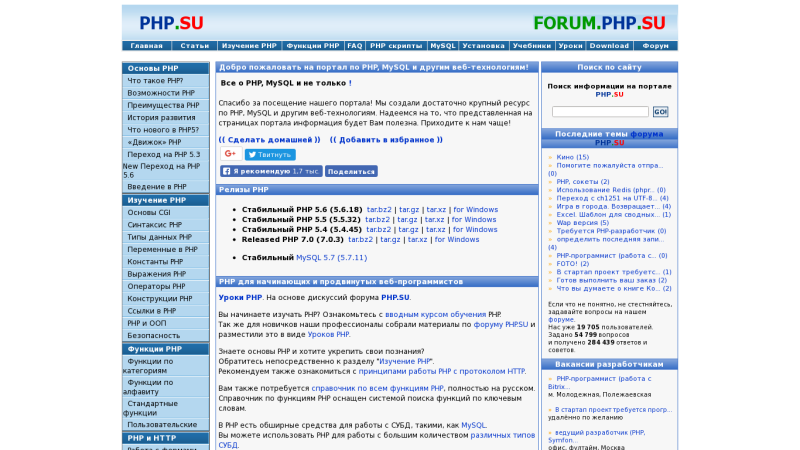 PHP.SU
FORUM.PHP.SU
Главная Статьи Изучение PHP Функции PHP FAQ PHP скрипты MySQL Установка Учебники Уроки Download Форум
Основы PHP
Что такое PHP?
Возможности PHP
Преимущества PHP
История развития
Что нового в PHP5?
«Движок» PHP
Переход на PHP 5.3
New Переход на PHP
5.6
Введение в PHP
Изучение PHP
Основы CGI
Синтаксис PHP
Типы данных PHP
Переменные в PHP
Константы PHP
Выражения PHP
Операторы PHP
Конструкции PHP
Ссылки в PHP
PHP и ООП
Безопасность
Функции PHP
Функции по
категориям
Функции по
алфавиту
Стандартные
функции
Пользовательские
PHP и HTTP
Работа с формами
Добро пожаловать на портал по PHP, MySQL и другим веб-технологиям!
Все о PHP, MySQL и не только !
Спасибо за посещение нашего портала! Мы создали достаточно крупный ресурс
по PHP, MySQL и другим веб-технологиям. Надеемся на то, что представленная на
страницах портала информация будет Вам полезна. Приходите к нам чаще!
(( Сделать домашней )) (( Добавить в избранное ))
G+ Твитнуть
Я рекомендую 1,7 тыс. Поделиться
Релизы PHP
• Стабильный PHP 5.6 (5.6.18) tar.bz2 | tar.gz | tar.xz | for Windows
• Стабильный PHP 5.5 (5.5.32) tar.bz2 | tar.gz | tar.xz | for Windows
• Стабильный PHP 5.4 (5.4.45) tar.bz2 | tar.gz | tar.xz | for Windows
• Released PHP 7.0 (7.0.3) tar.bz2 | tar.gz | tar.xz | for Windows
• Стабильный MySQL 5.7 (5.7.11)
PHP для начинающих и продвинутых веб-программистов
Уроки PHP. На основе дискуссий форума PHP.SU.
Вы начинаете изучать PHP? Ознакомьтесь с вводным курсом обучения PHP.
Так же для новичков наши профессионалы собрали материалы по форуму PHP.SU и
разместили это в виде Уроков PHP.
Знаете основы PHP и хотите укрепить свои познания?
Обратитесь непосредственно к разделу "Изучение PHP".
Рекомендуем также ознакомиться с принципами работы PHP с протоколом HTTP.
Вам также потребуется справочник по всем функциям PHP, полностью на русском.
Справочник по функциям PHP оснащен системой поиска функций по ключевым
словам.
В PHP есть обширные средства для работы с СУБД, такими, как MySQL.
Вы можете использовать PHP для работы с большим количеством различных типов
СУБД.
Поиск по сайту
Поиск информации на портале
PHP.SU
GO!
Последние темы форума
PHP.SU
» Кино (15)
» Помогите пожалуйста отпра...
(0)
» PHP, сокеты (2)
» Использование Redis (phpr... (0)
» Переход с ch1251 на UTF-8... (4)
» Игра в города. Возвращает... (4)
» Excel. Шаблон для сводных... (1)
» Wap версия (5)
» Требуется PHP-разработчик (0)
» определить последняя запи...
(4)
» PHP-программист (работа с... (0)
» FOTO! (2)
» В стартап проект требуетс... (1)
» Готов выполнить ваш заказ (2)
» Что вы думаете о книге Ко... (2)
Если что не понятно, не стесняйтесь,
задавайте вопросы на нашем
форуме.
Нас уже 19 705 пользователей.
Задано 54 799 вопросов
и получено 284 439 ответов и
советов.
Вакансии разработчикам
» PHP-программист (работа с
Bitrix...
м. Молодежная, Полежаевская
» В стартап проект требуется прогр...
удалённо по желанию
» ведущий разработчик (PHP,
Symfon...
офис, фултайм, Москва